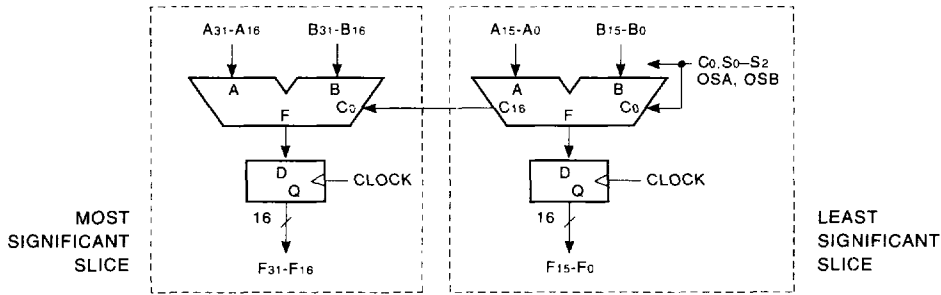 A31-A16 B31-B16 A15-A0 B15-B0
C0,S0–S2
OSA, OSB
A B C0 C16 A B C0
F F
D D
Q CLOCK Q CLOCK
16 16
MOST
SIGNIFICANT
SLICE
LEAST
SIGNIFICANT
SLICE
F31-F16 F15-F0